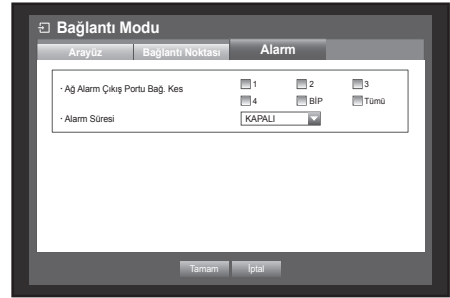 Bağlantı Modu
Arayüz Bağlantı Noktası Alarm
· Ağ Alarm Çıkış Portu Bağ. Kes 1 2 3
4 BİP Tümü
· Alarm Süresi KAPALI
Tamam İptal